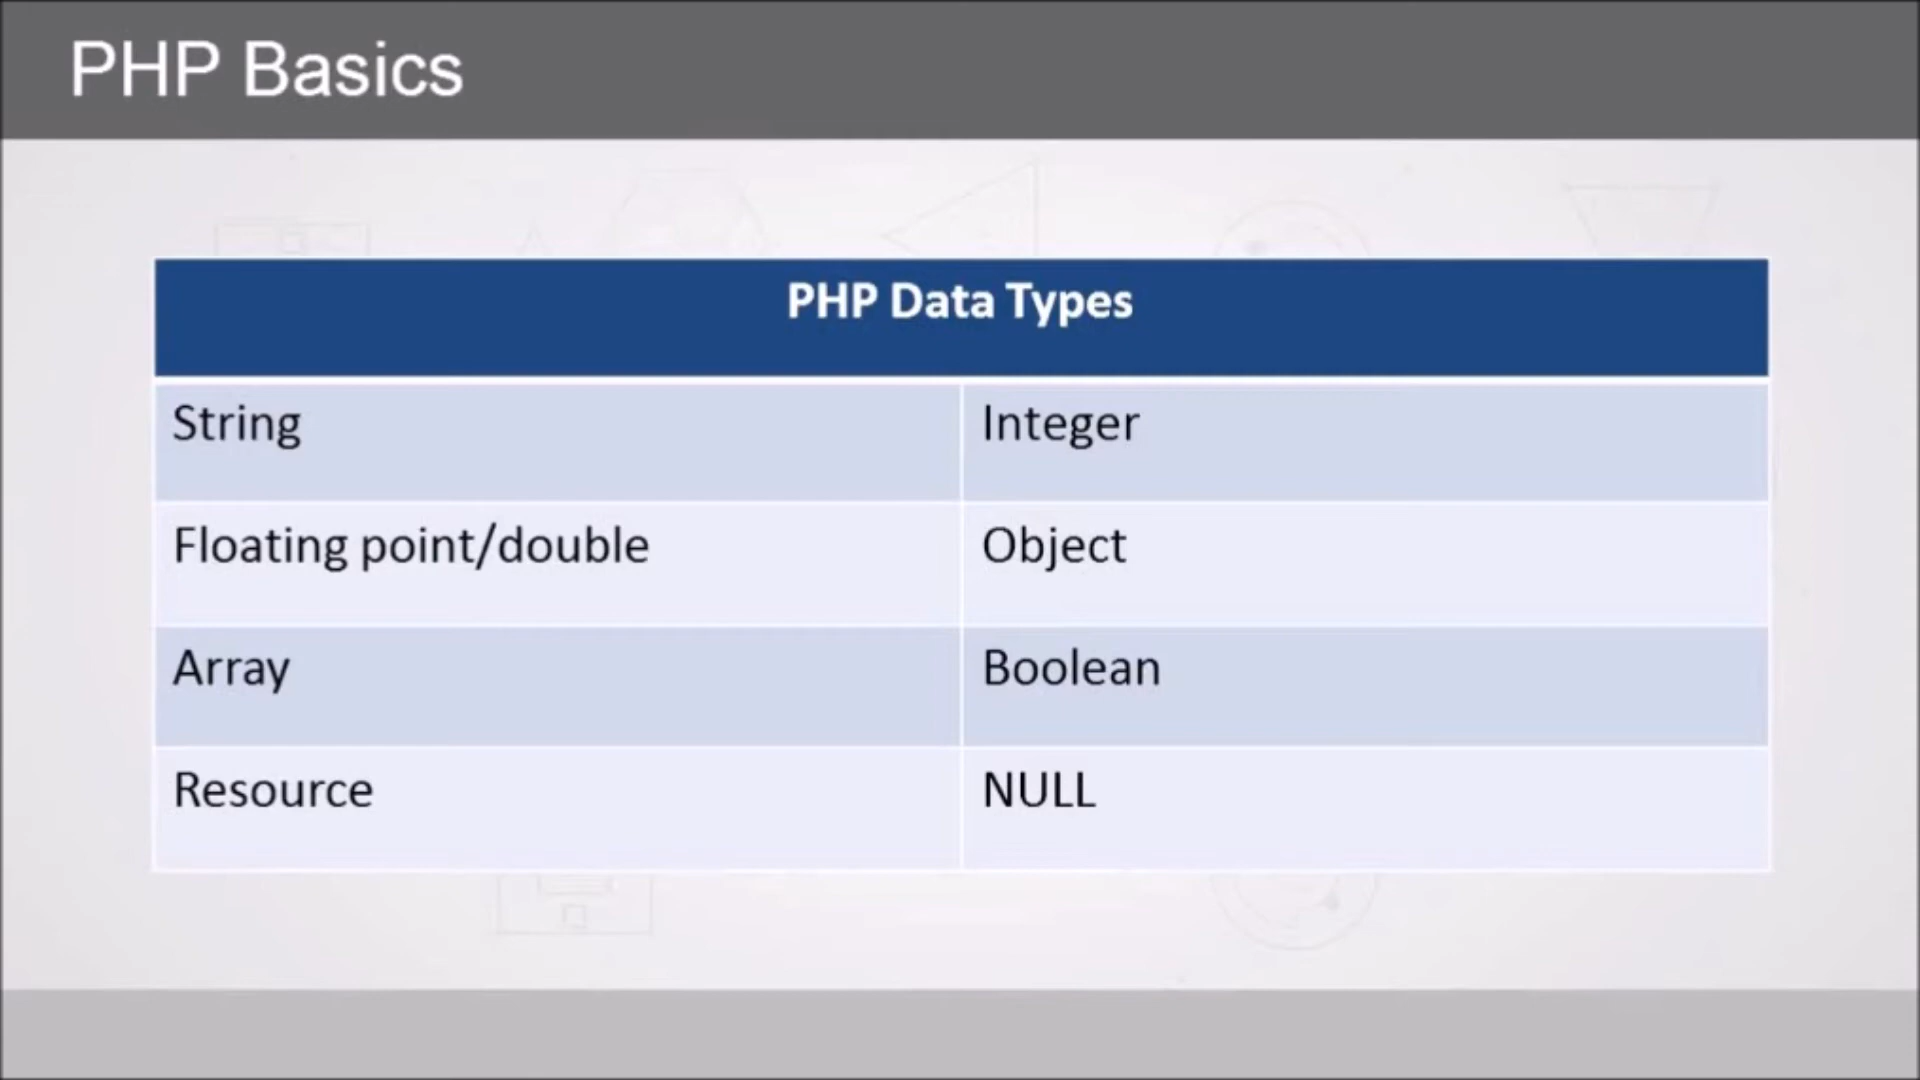 PHP Basics
PHP Data Types
String
Integer
Floating point/double
Object
Array
Boolean
Resource
NULL